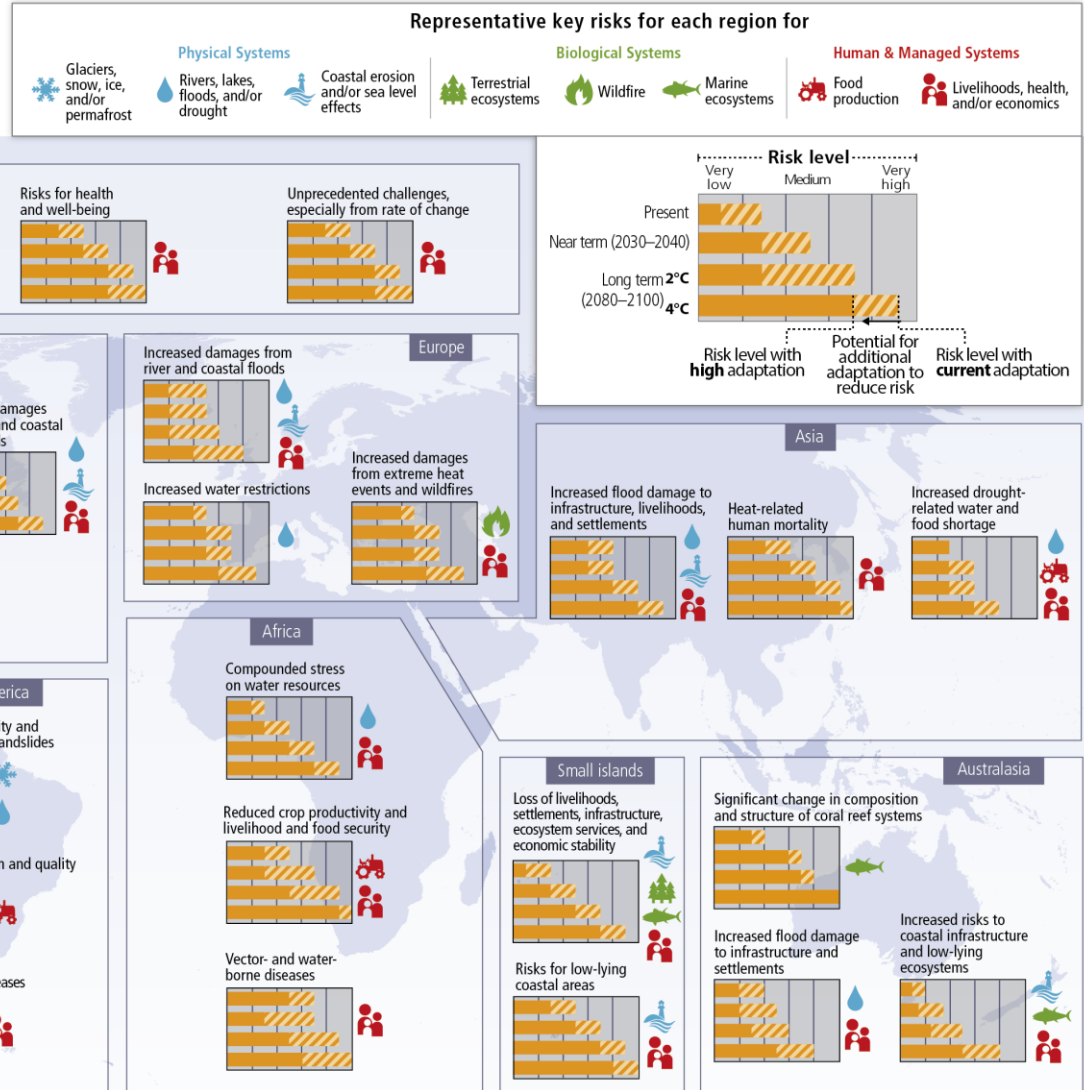 Representative key risks for each region for
Physical Systems
Biological Systems
Human & Managed Systems
Glaciers,
snow, ice,
and/or
permafrost
Rivers, lakes,
floods, and/or
drought
Coastal erosion
and/or sea level
effects
Terrestrial
ecosystems
Wildfire
Marine
ecosystems
Food
production
Livelihoods, health,
and/or economics
Risk level
Very
low
Medium
Very
high
Present
Near term (2030–2040)
Long term 2°C
(2080–2100)
4°C
Risk level with
high adaptation
Potential for
additional
adaptation to
reduce risk
Risk level with
current adaptation
Risks for health
and well-being
Unprecedented challenges,
especially from rate of change
amages
nd coastal
s
Europe
Increased damages from
river and coastal floods
Increased water restrictions
Increased damages
from extreme heat
events and wildfires
Asia
Increased flood damage to
infrastructure, livelihoods,
and settlements
Heat-related
human mortality
Increased drought-
related water and
food shortage
erica
ity and
andslides
n and quality
eases
Africa
Compounded stress
on water resources
Reduced crop productivity and
livelihood and food security
Vector- and water-
borne diseases
Small islands
Loss of livelihoods,
settlements, infrastructure,
ecosystem services, and
economic stability
Risks for low-lying
coastal areas
Australasia
Significant change in composition
and structure of coral reef systems
Increased flood damage
to infrastructure and
settlements
Increased risks to
coastal infrastructure
and low-lying
ecosystems